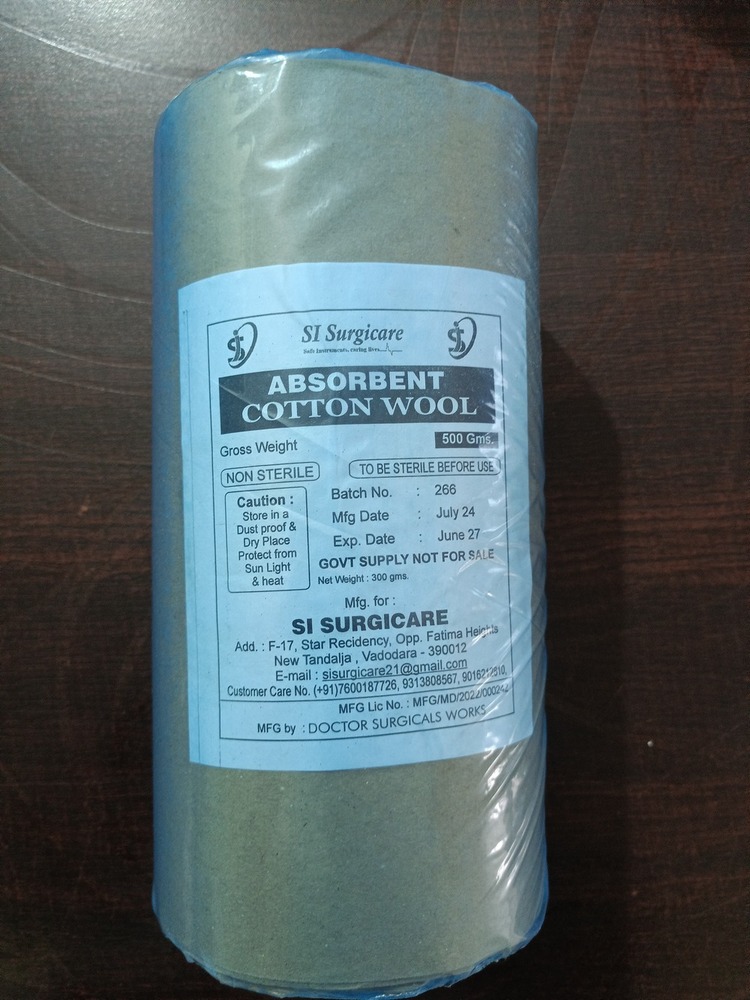 SI Surgicare
Safe Instruments, caring lives
ABSORBENT
COTTON WOOL
Gross Weight 500 Gms.
NON STERILE TO BE STERILE BEFORE USE
Caution :
Store in a
Dust proof &
Dry Place
Protect from
Sun Light
& heat
Batch No. : 266
Mfg Date : July 24
Exp. Date : June 27
GOVT SUPPLY NOT FOR SALE
Net Weight : 300 gms.
Mfg. for :
SI SURGICARE
Add. : F-17, Star Recidency, Opp. Fatima Heights
New Tandalja , Vadodara - 390012
E-mail : sisurgicare21@gmail.com
Customer Care No. (+91)7600187726, 9313808567,
MFG Lic No. :
MFG by : DOCTOR SURGICALS WORKS